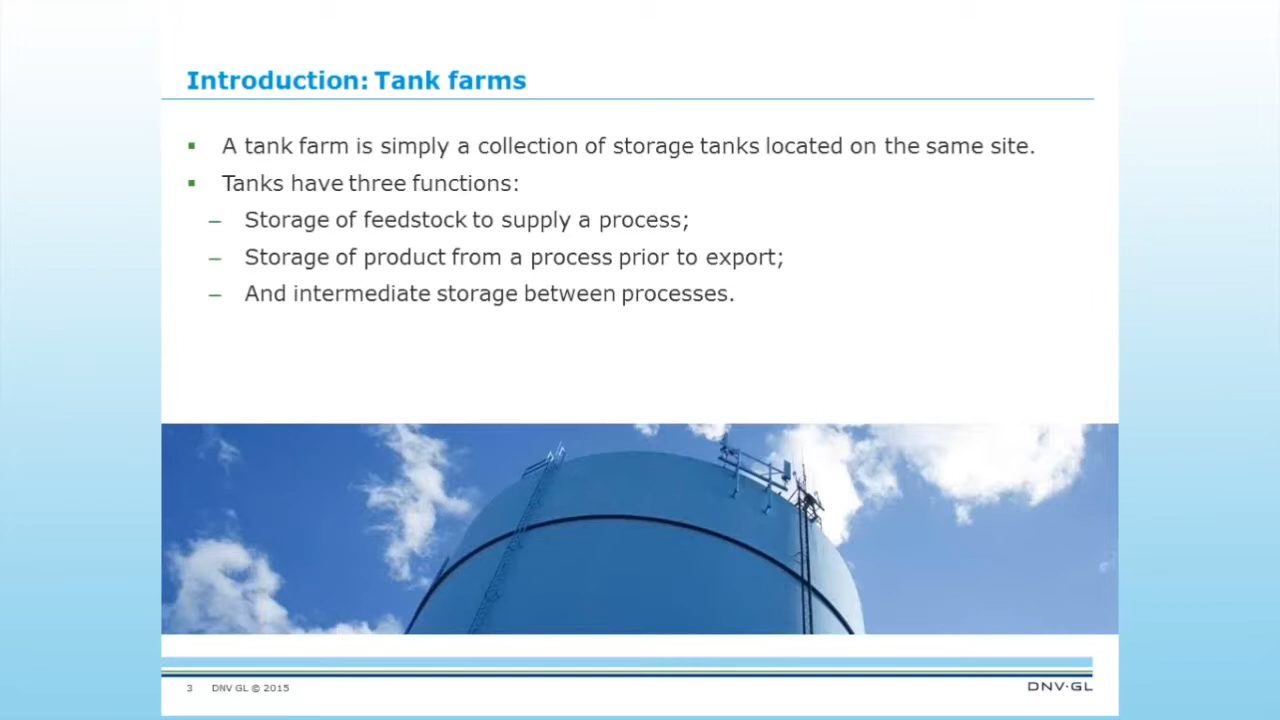 Introduction: Tank farms
▪ A tank farm is simply a collection of storage tanks located on the same site.
▪ Tanks have three functions:
– Storage of feedstock to supply a process;
– Storage of product from a process prior to export;
– And intermediate storage between processes.
3 DNV GL © 2015
DNV·GL